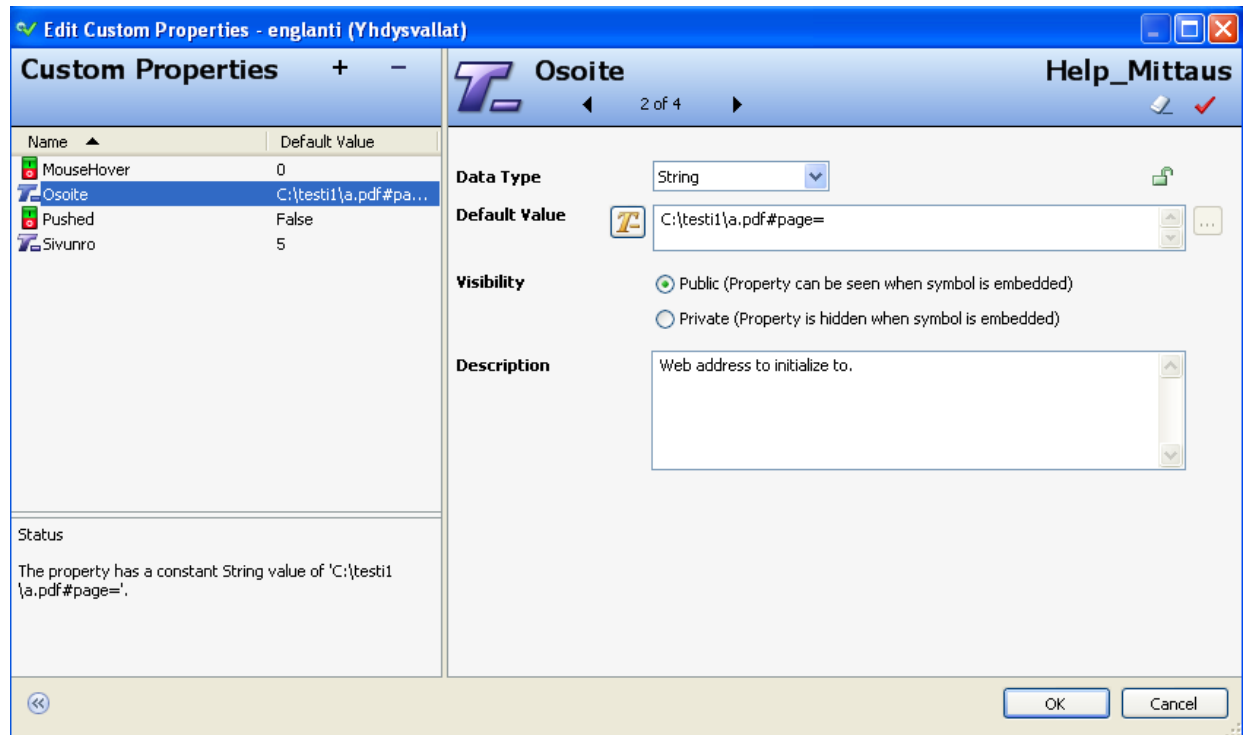 Edit Custom Properties - englanti (Yhdysvallat)
Custom Properties + −
Osoite
Help_Mittaus
2 of 4
Name Default Value
MouseHover 0
Osoite C:\testi1\a.pdf#pa...
Pushed False
Sivunro 5
Data Type String
Default Value C:\testi1\a.pdf#page= ...
Visibility Public (Property can be seen when symbol is embedded)
Private (Property is hidden when symbol is embedded)
Description Web address to initialize to.
Status
The property has a constant String value of 'C:\testi1
\a.pdf#page='.
OK Cancel